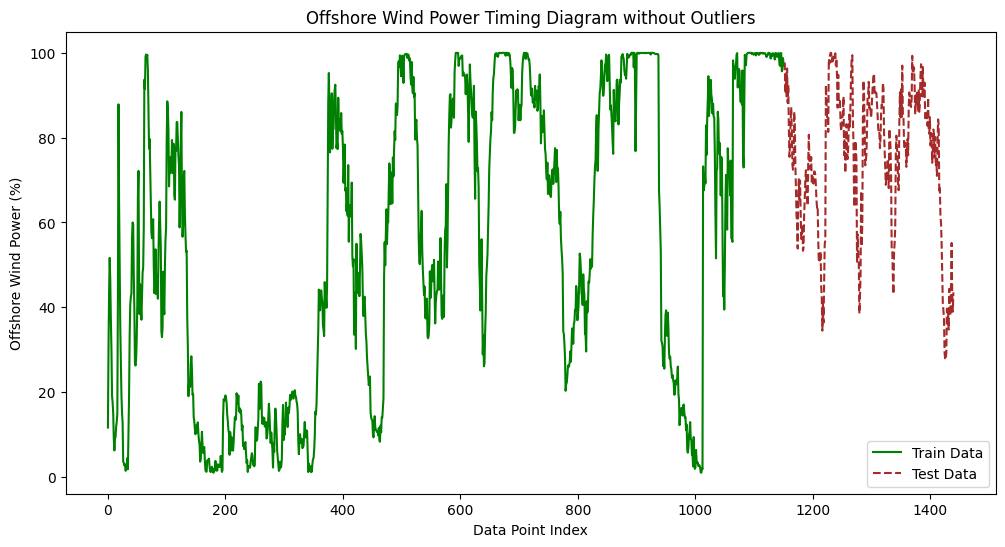 Offshore Wind Power Timing Diagram without Outliers
Offshore Wind Power (%)
100
80
60
40
20
0
0 200 400 600 800 1000 1200 1400
Data Point Index
Train Data
Test Data